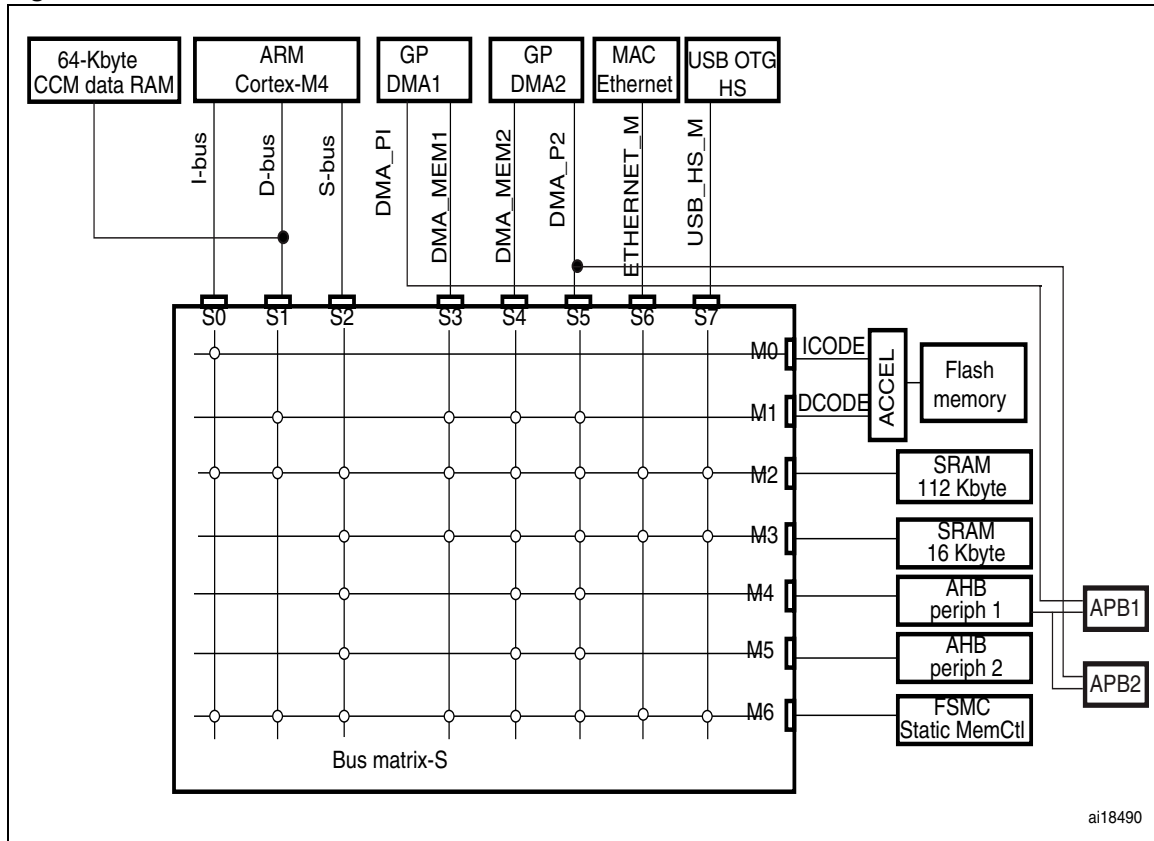 64-Kbyte
CCM data RAM
ARM
Cortex-M4
GP
DMA1
GP
DMA2
MAC
Ethernet
USB OTG
HS
I-bus
D-bus
S-bus
DMA_PI
DMA_MEM1
DMA_MEM2
DMA_P2
ETHERNET_M
USB_HS_M
S0
S1
S2
S3
S4
S5
S6
S7
M0
ICODE
M1
DCODE
ACCEL
Flash
memory
M2
SRAM
112 Kbyte
M3
SRAM
16 Kbyte
M4
AHB
periph 1
APB1
M5
AHB
periph 2
APB2
M6
FSMC
Static MemCtl
Bus matrix-S
ai18490